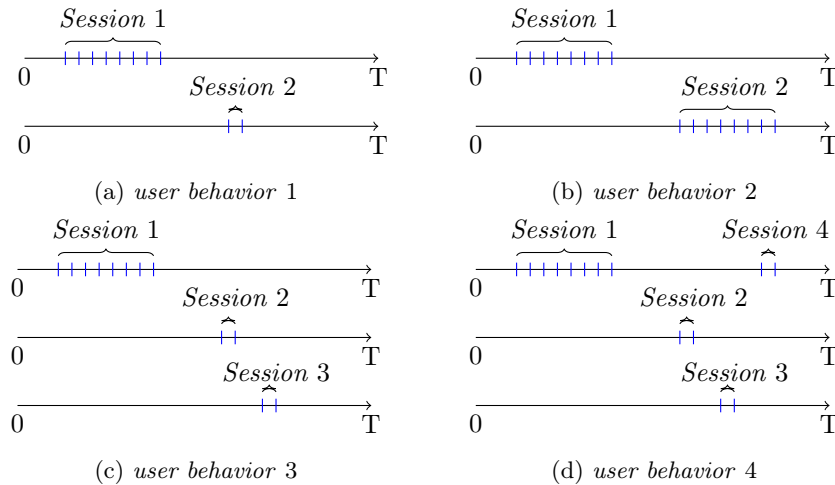 Session 1
0 T
Session 2
0 T
(a) user behavior 1
Session 1
0 T
Session 2
0 T
(b) user behavior 2
Session 1
0 T
Session 2
0 T
Session 3
0 T
(c) user behavior 3
Session 1 Session 4
0 T
Session 2
0 T
Session 3
0 T
(d) user behavior 4